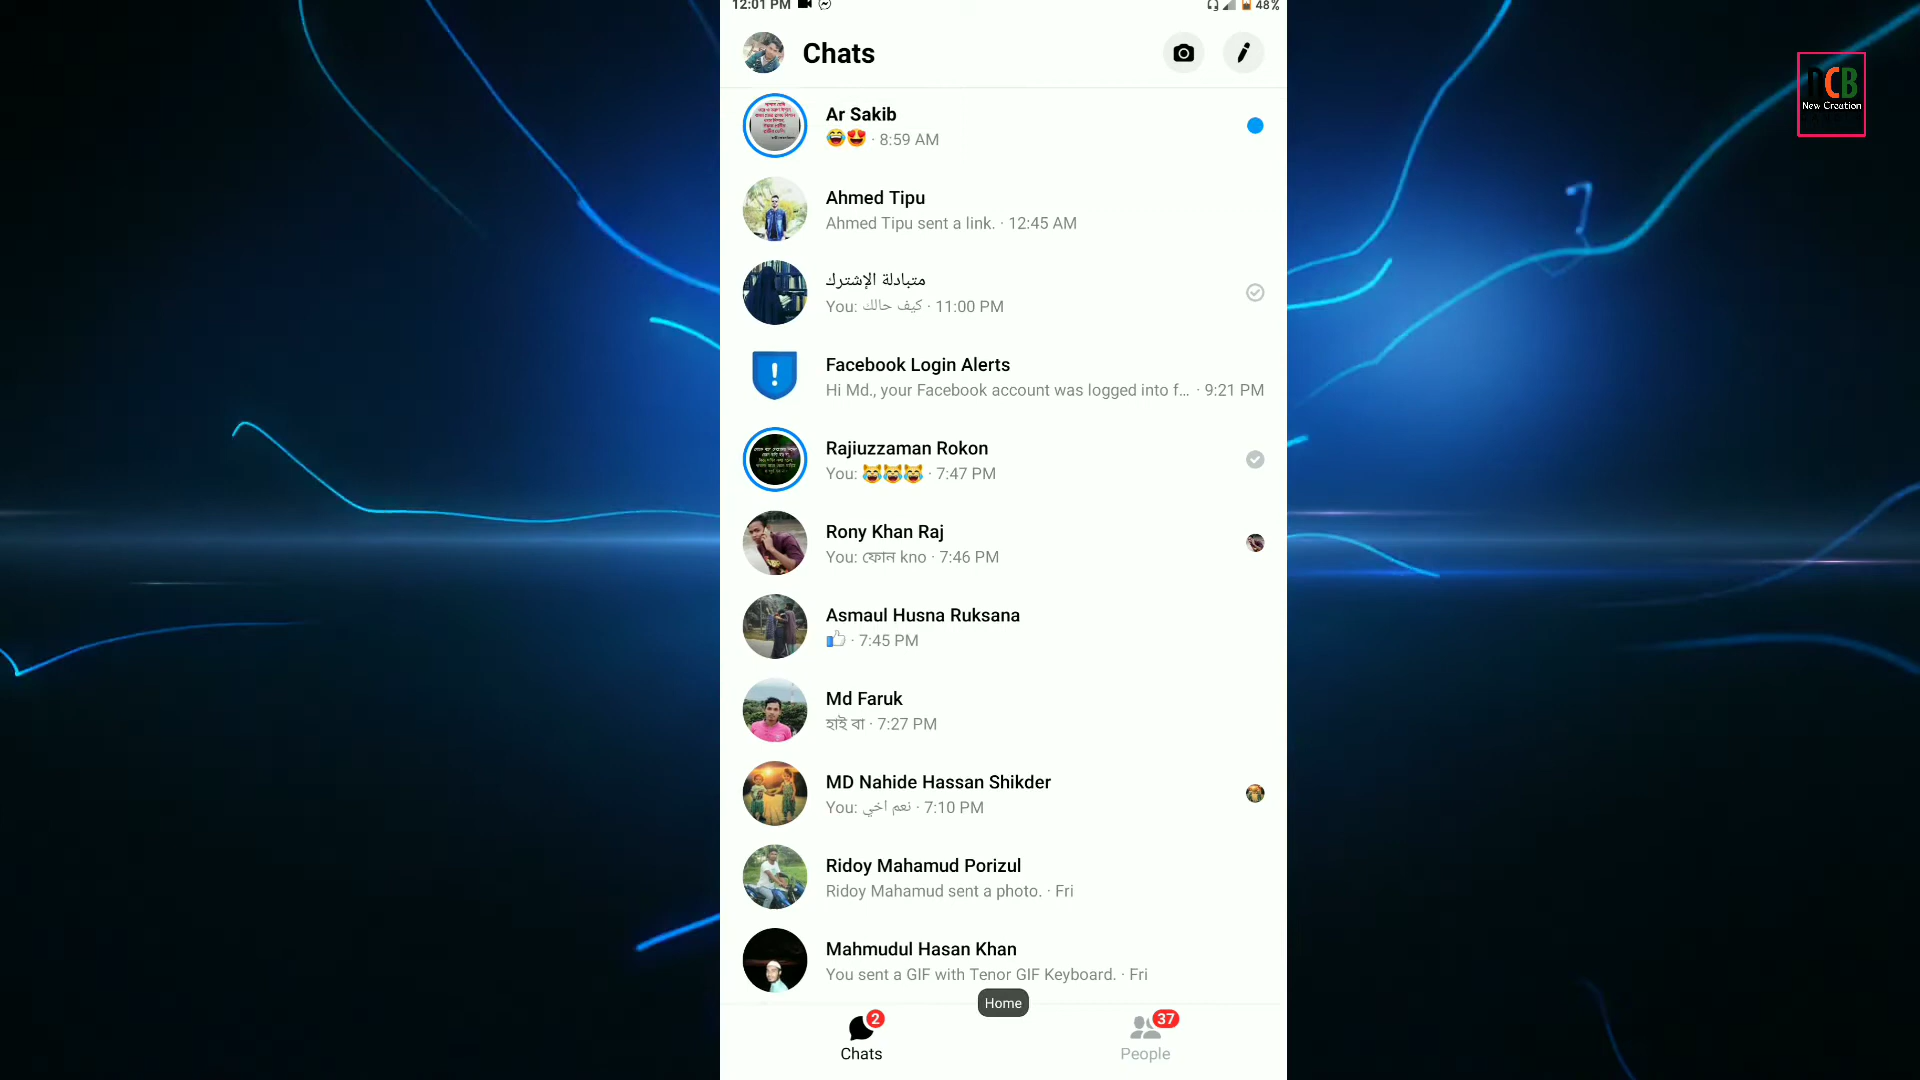 12:01 PM
48%
Chats
NCB
New Creation
Ar Sakib
😂😍 · 8:59 AM
Ahmed Tipu
Ahmed Tipu sent a link. · 12:45 AM
متبادلة الإشترك
You: كيف حالك · 11:00 PM
Facebook Login Alerts
Hi Md., your Facebook account was logged into f... · 9:21 PM
Rajiuzzaman Rokon
You: 😹😹😹 · 7:47 PM
Rony Khan Raj
You: ফোন kno · 7:46 PM
Asmaul Husna Ruksana
👍 · 7:45 PM
Md Faruk
হাই বা · 7:27 PM
MD Nahide Hassan Shikder
You: نعم اخي · 7:10 PM
Ridoy Mahamud Porizul
Ridoy Mahamud sent a photo. · Fri
Mahmudul Hasan Khan
You sent a GIF with Tenor GIF Keyboard. · Fri
Home
2
37
Chats
People